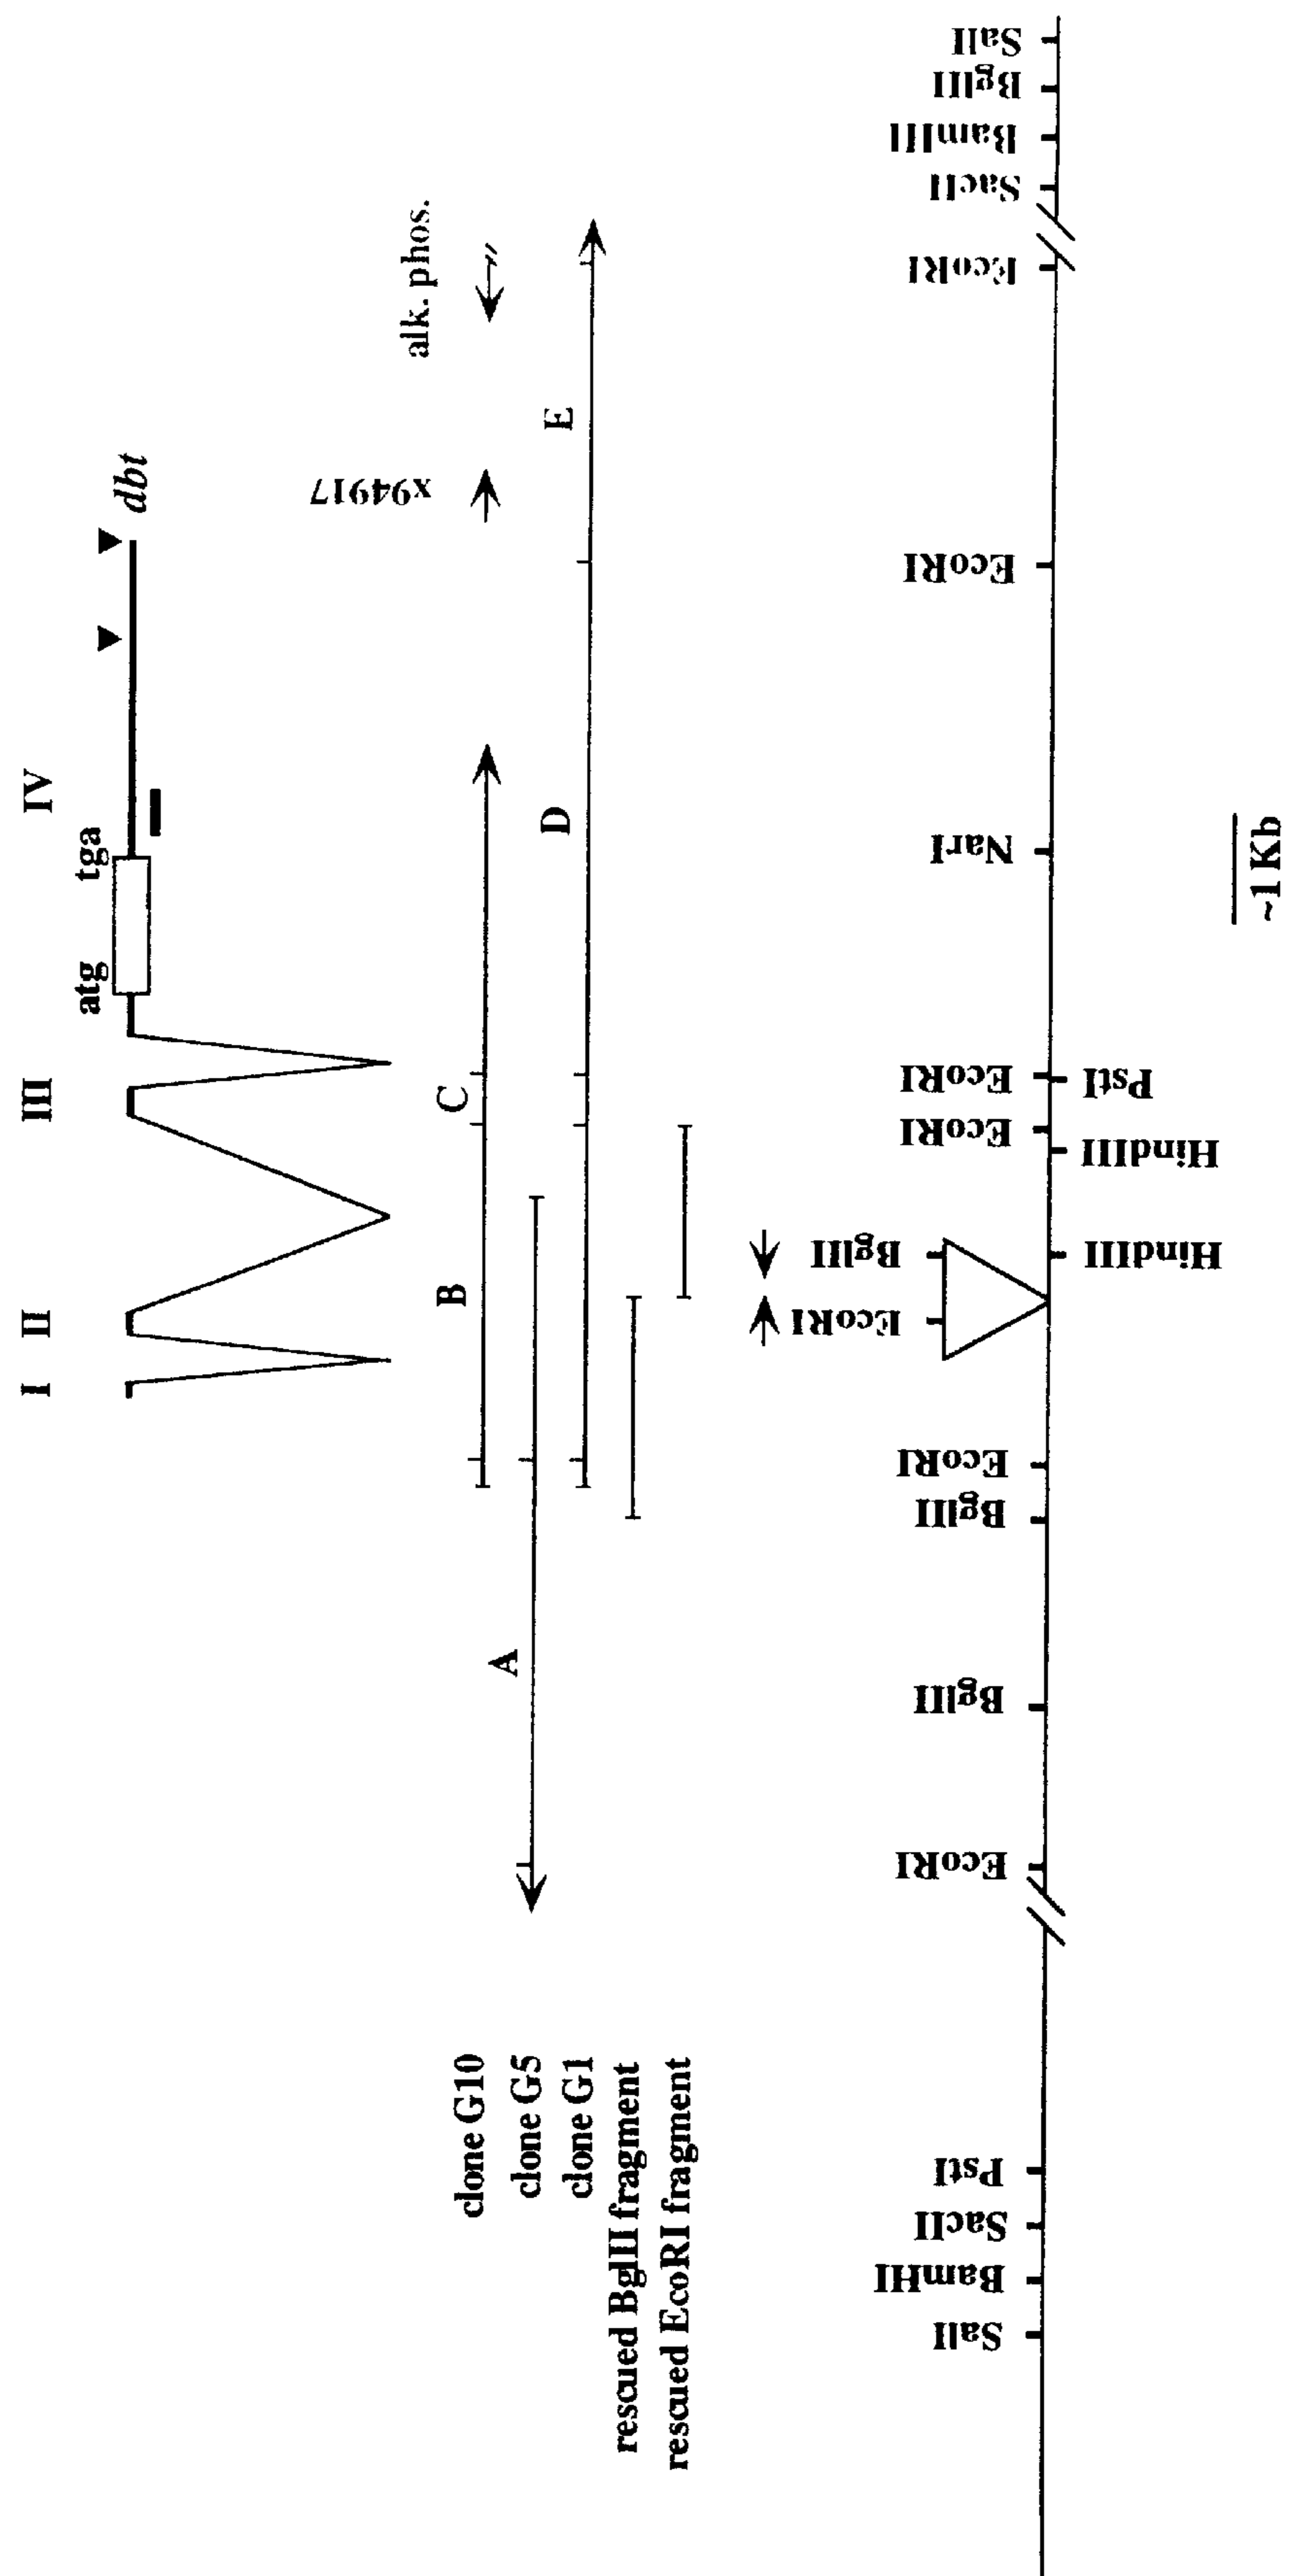 I II III IV
atg tga
dbt
x94917
alk. phos.
clone G10
B C
clone G5
A
clone G1
D E
rescued BglII fragment
rescued EcoRI fragment
EcoRI BglII
SalI BamHI SacII PstI EcoRI BglII BglII EcoRI EcoRI EcoRI NarI EcoRI EcoRI SacII BamHI BglII SalI
HindIII HindIII PstI
~1 Kb